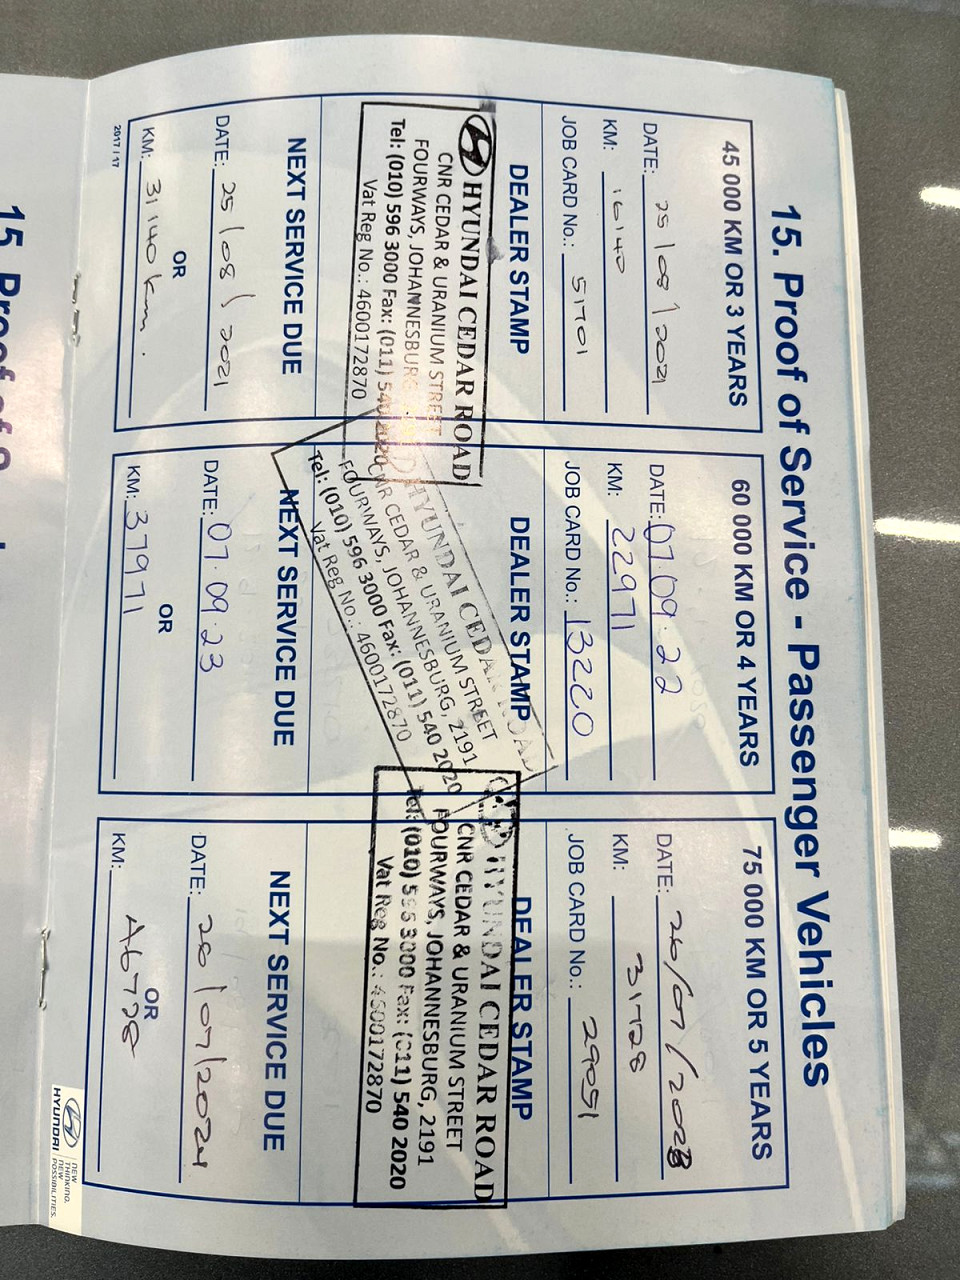 15. Proof of Service - Passenger Vehicles
45 000 KM OR 3 YEARS
DATE: 25/08/2021
KM: 16140
JOB CARD No.: 51701
DEALER STAMP
HYUNDAI CEDAR ROAD
CNR CEDAR & URANIUM STREET
FOURWAYS, JOHANNESBURG
Tel: (010) 596 3000 Fax: (011) 540 2020
Vat Reg No.: 4600172870
NEXT SERVICE DUE
DATE: 25/08/2021
OR
KM: 31140km.
2017 / 17
60 000 KM OR 4 YEARS
DATE: 07.09.22
KM: 22971
JOB CARD No.: 13220
DEALER STAMP
HYUNDAI CEDAR ROAD
CNR CEDAR & URANIUM STREET
FOURWAYS, JOHANNESBURG, 2191
Tel: (010) 596 3000 Fax: (011) 540 2020
Vat Reg No.: 4600172870
NEXT SERVICE DUE
DATE: 07.09.23
OR
KM: 37971
75 000 KM OR 5 YEARS
DATE: 20/07/2023
KM: 31728
JOB CARD No.: 29051
DEALER STAMP
HYUNDAI CEDAR ROAD
CNR CEDAR & URANIUM STREET
FOURWAYS, JOHANNESBURG, 2191
Tel: (010) 596 3000 Fax: (011) 540 2020
Vat Reg No.: 4600172870
NEXT SERVICE DUE
DATE: 20/07/2024
OR
KM: 46728
HYUNDAI
NEW
THINKING.
NEW
POSSIBILITIES.
15. Proof of